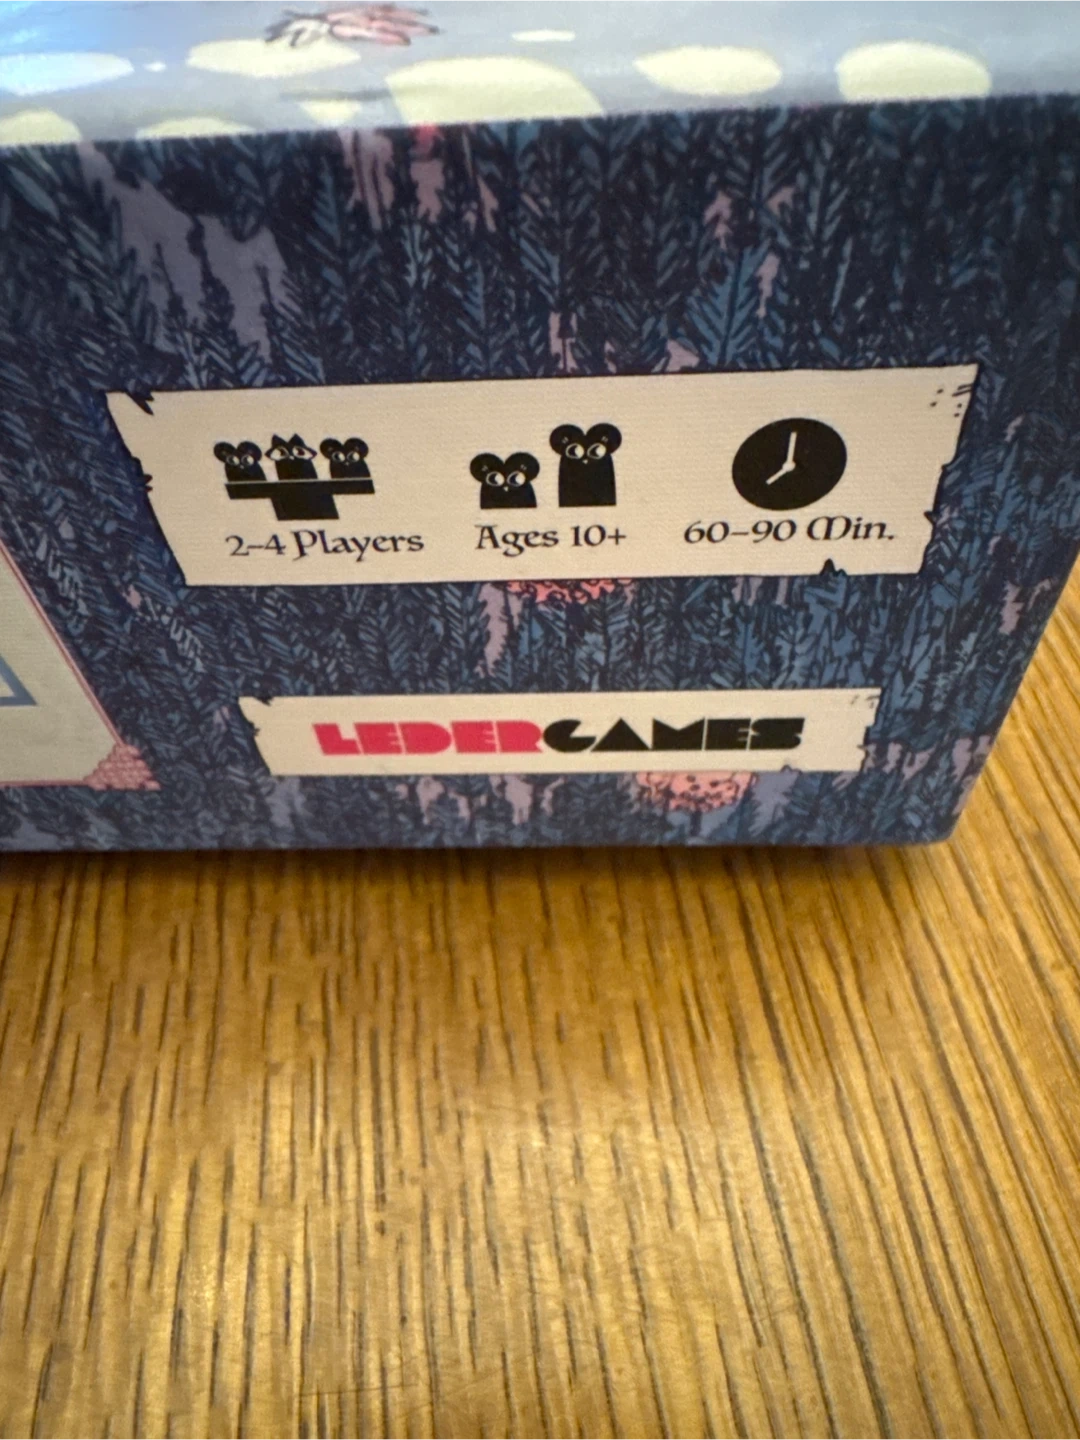 2–4 Players
Ages 10+
60–90 Min.
LEDERGAMES